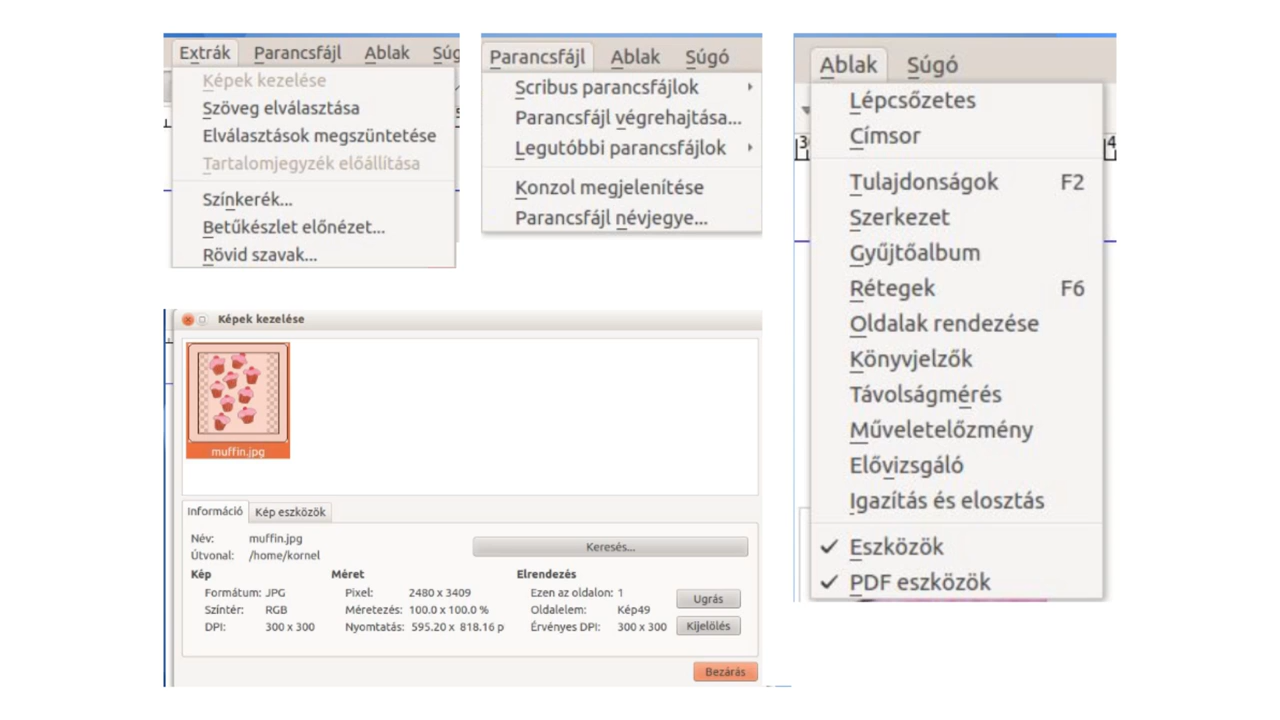 Extrák Parancsfájl Ablak Súg
Képek kezelése
Szöveg elválasztása
Elválasztások megszüntetése
Tartalomjegyzék előállítása
Színkerék...
Betűkészlet előnézet...
Rövid szavak...
Parancsfájl Ablak Súgó
Scribus parancsfájlok
Parancsfájl végrehajtása...
Legutóbbi parancsfájlok
Konzol megjelenítése
Parancsfájl névjegye...
Ablak Súgó
Lépcsőzetes
Címsor
Tulajdonságok F2
Szerkezet
Gyűjtőalbum
Rétegek F6
Oldalak rendezése
Könyvjelzők
Távolságmérés
Műveletelőzmény
Elővizsgáló
Igazítás és elosztás
Eszközök
PDF eszközök
Képek kezelése
muffin.jpg
Információ Kép eszközök
Név: muffin.jpg
Útvonal: /home/kornel
Keresés...
Kép Méret Elrendezés
Formátum: JPG Pixel: 2480 x 3409 Ezen az oldalon: 1
Színtér: RGB Méretezés: 100.0 x 100.0 % Oldalelem: Kép49
DPI: 300 x 300 Nyomtatás: 595.20 x 818.16 p Érvényes DPI: 300 x 300
Ugrás
Kijelölés
Bezárás